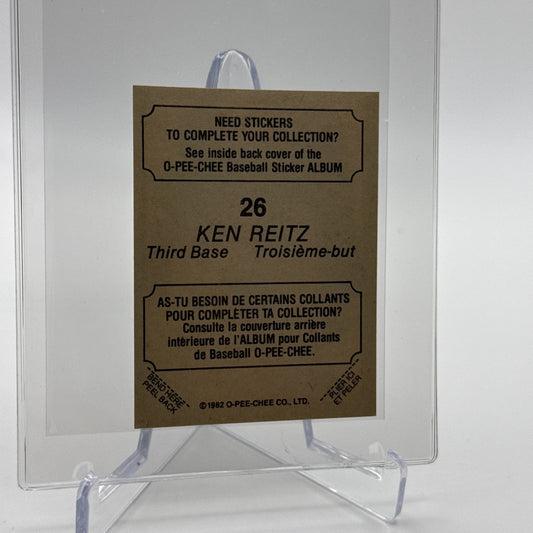 NEED STICKERS
TO COMPLETE YOUR COLLECTION?
See inside back cover of the
O-PEE-CHEE Baseball Sticker ALBUM
26
KEN REITZ
Third Base Troisième-but
AS-TU BESOIN DE CERTAINS COLLANTS
POUR COMPLÉTER TA COLLECTION?
Consulte la couverture arrière
intérieure de l'ALBUM pour Collants
de Baseball O-PEE-CHEE.
BEND HERE
PEEL BACK
PLIER ICI
ET PELER
©1982 O-PEE-CHEE CO., LTD.